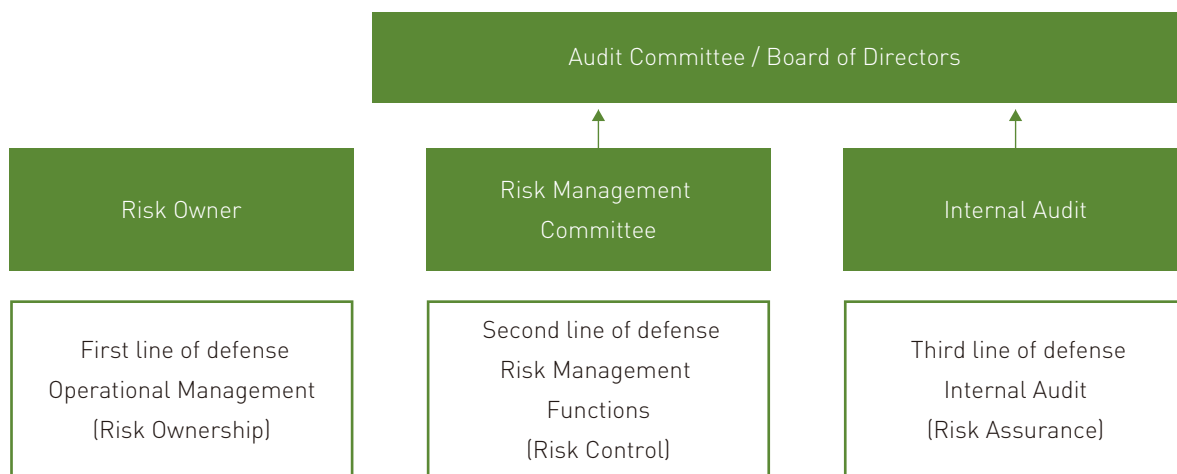 Audit Committee / Board of Directors
Risk Owner
Risk Management
Committee
Internal Audit
First line of defense
Operational Management
(Risk Ownership)
Second line of defense
Risk Management
Functions
(Risk Control)
Third line of defense
Internal Audit
(Risk Assurance)